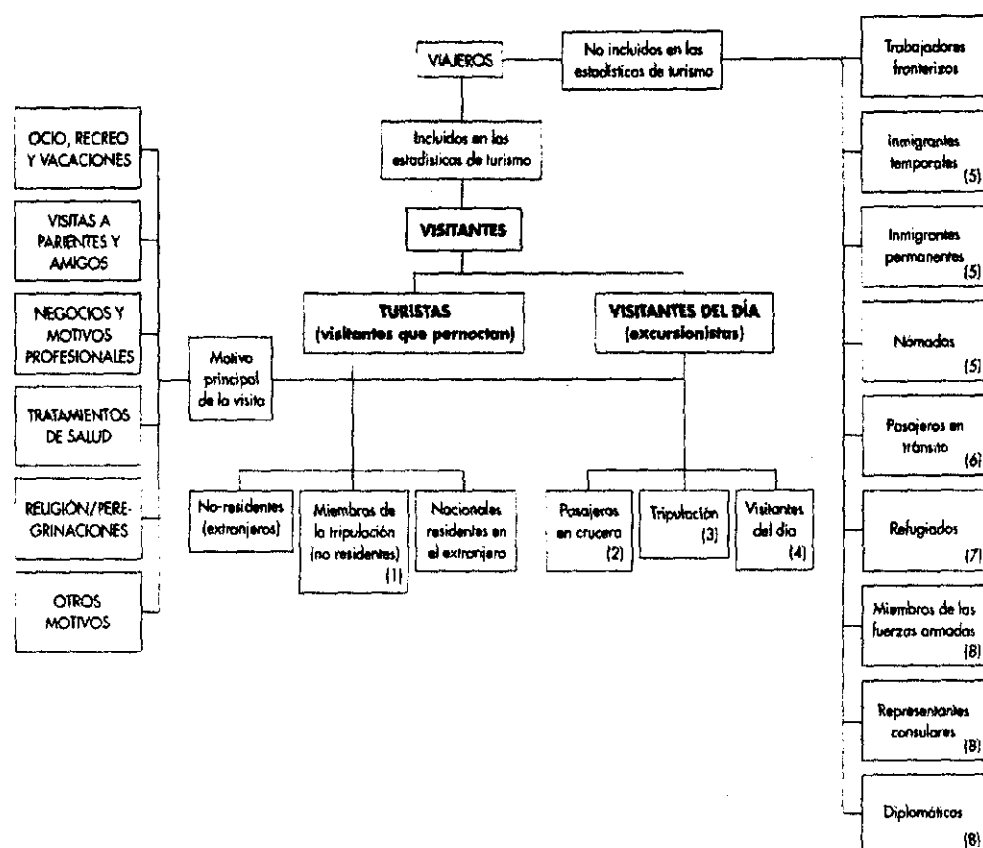 VIAJEROS
No incluidos en las
estadísticas de turismo
Incluidos en las
estadísticas de turismo
VISITANTES
TURISTAS
(visitantes que pernoctan)
VISITANTES DEL DÍA
(excursionistas)
Motivo
principal
de la visita
OCIO, RECREO
Y VACACIONES
VISITAS A
PARIENTES Y
AMIGOS
NEGOCIOS Y
MOTIVOS
PROFESIONALES
TRATAMIENTOS
DE SALUD
RELIGIÓN/PERE-
GRINACIONES
OTROS
MOTIVOS
No-residentes
(extranjeros)
Miembros de
la tripulación
(no residentes)
(1)
Nacionales
residentes en
el extranjero
Pasajeros
en crucero
(2)
Tripulación
(3)
Visitantes
del día
(4)
Trabajadores
fronterizos
Inmigrantes
temporales
(5)
Inmigrantes
permanentes
(5)
Nómadas
(5)
Pasajeros en
tránsito
(6)
Refugiados
(7)
Miembros de las
fuerzas armadas
(8)
Representantes
consulares
(8)
Diplomáticos
(8)